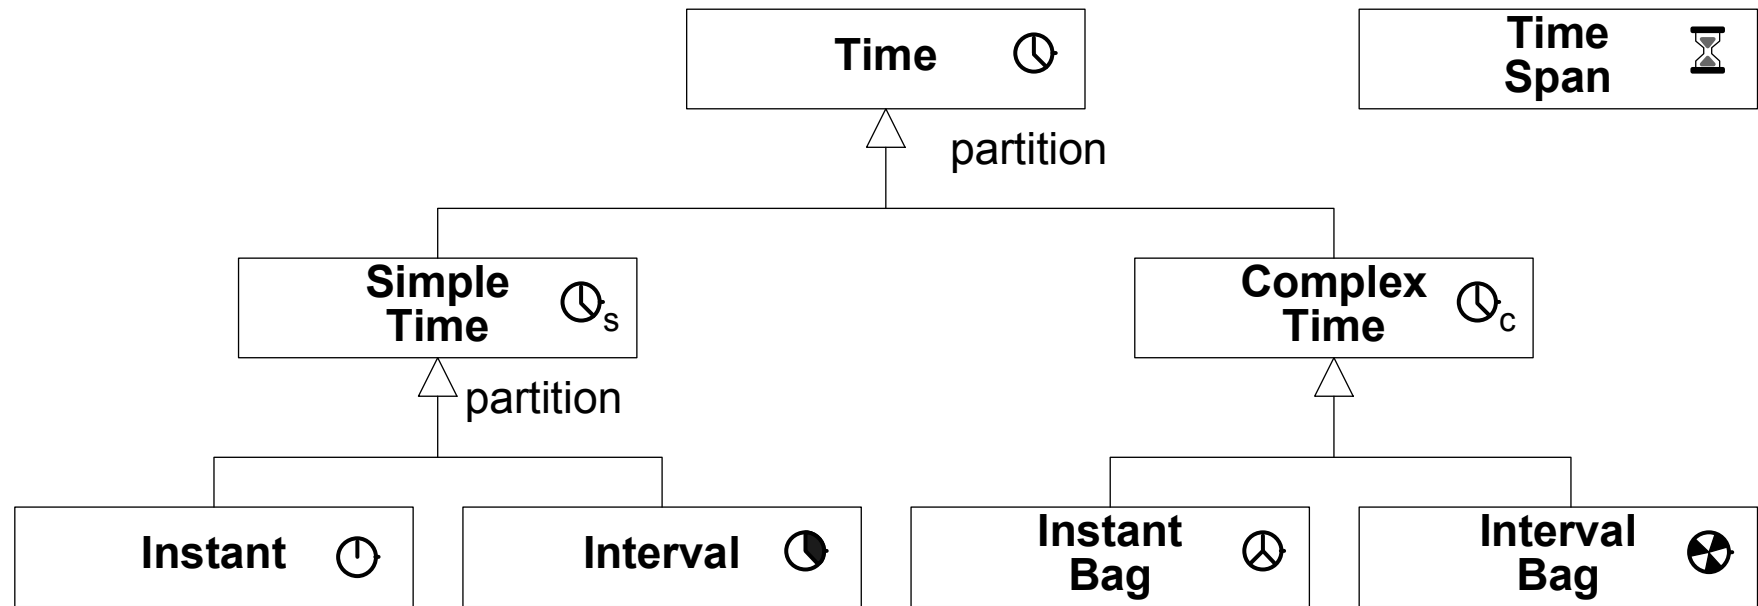 Time
Time
Span
partition
Simple
Time
s
Complex
Time
c
partition
Instant
Interval
Instant
Bag
Interval
Bag